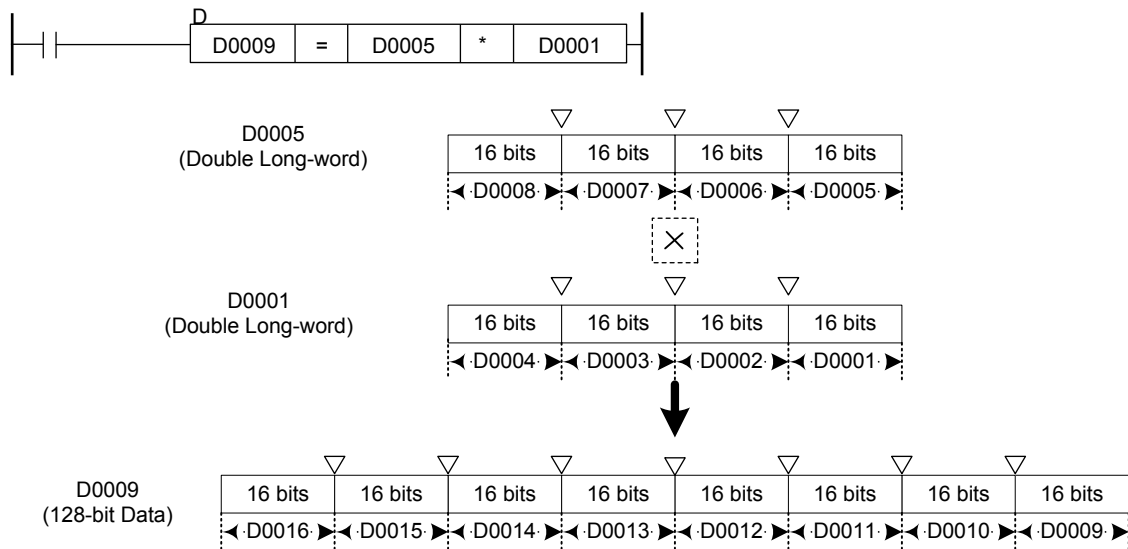 D
D0009 = D0005 * D0001
D0005
(Double Long-word)
16 bits 16 bits 16 bits 16 bits
D0008 D0007 D0006 D0005
×
D0001
(Double Long-word)
16 bits 16 bits 16 bits 16 bits
D0004 D0003 D0002 D0001
D0009
(128-bit Data)
16 bits 16 bits 16 bits 16 bits 16 bits 16 bits 16 bits 16 bits
D0016 D0015 D0014 D0013 D0012 D0011 D0010 D0009